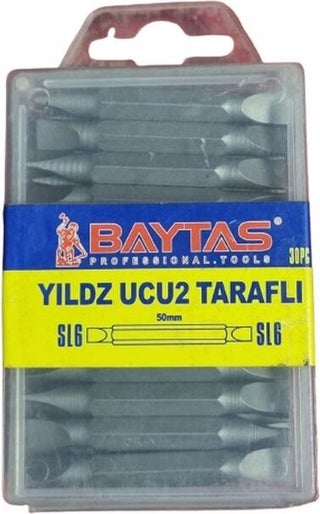 BAYTAS
PROFESSIONAL.TOOLS
30PC
YILDZ UCU2 TARAFLI
50mm
SL6 SL6